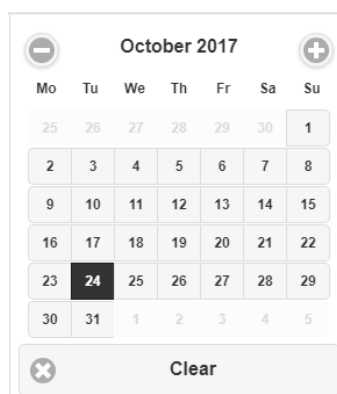 October 2017
Mo Tu We Th Fr Sa Su
25 26 27 28 29 30 1
2 3 4 5 6 7 8
9 10 11 12 13 14 15
16 17 18 19 20 21 22
23 24 25 26 27 28 29
30 31 1 2 3 4 5
Clear